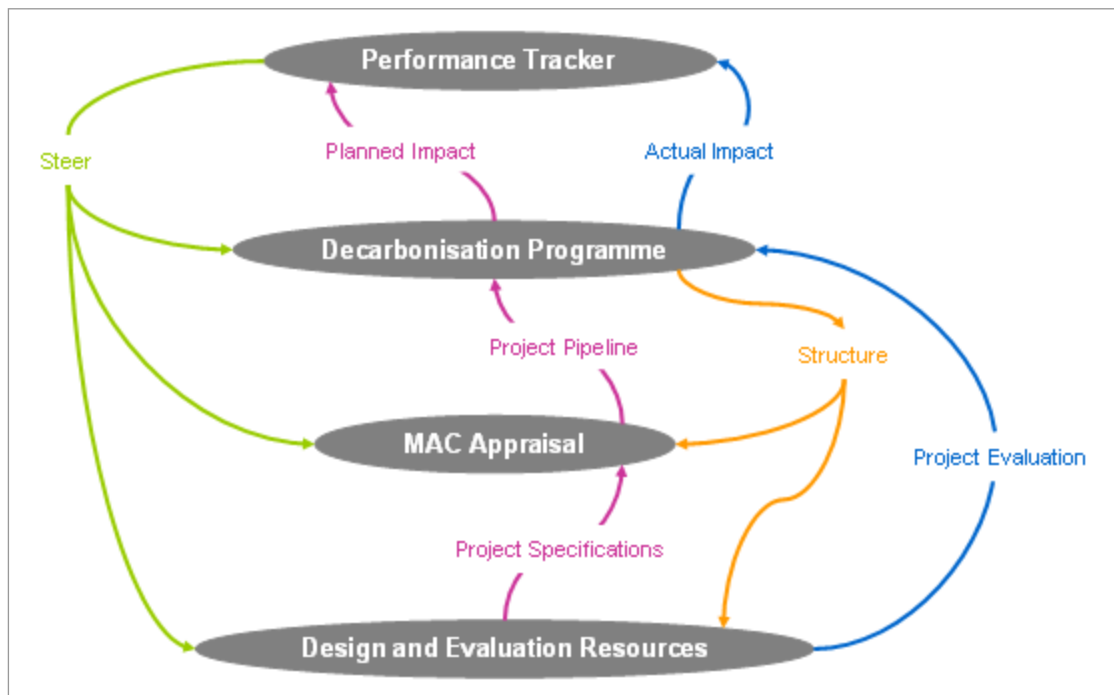 Performance Tracker
Planned Impact
Actual Impact
Steer
Decarbonisation Programme
Project Pipeline
Structure
MAC Appraisal
Project Evaluation
Project Specifications
Design and Evaluation Resources